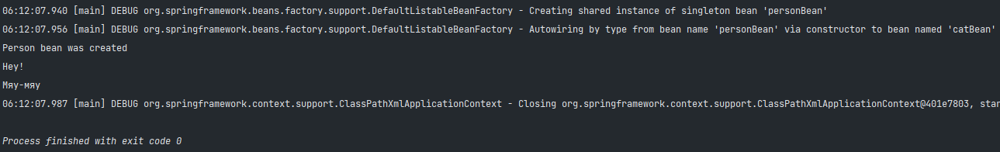 06:12:07.940 [main] DEBUG org.springframework.beans.factory.support.DefaultListableBeanFactory - Creating shared instance of singleton bean 'personBean'
06:12:07.956 [main] DEBUG org.springframework.beans.factory.support.DefaultListableBeanFactory - Autowiring by type from bean name 'personBean' via constructor to bean named 'catBean'
Person bean was created
Hey!
Мяу-мяу
06:12:07.987 [main] DEBUG org.springframework.context.support.ClassPathXmlApplicationContext - Closing org.springframework.context.support.ClassPathXmlApplicationContext@401e7803, star
Process finished with exit code 0